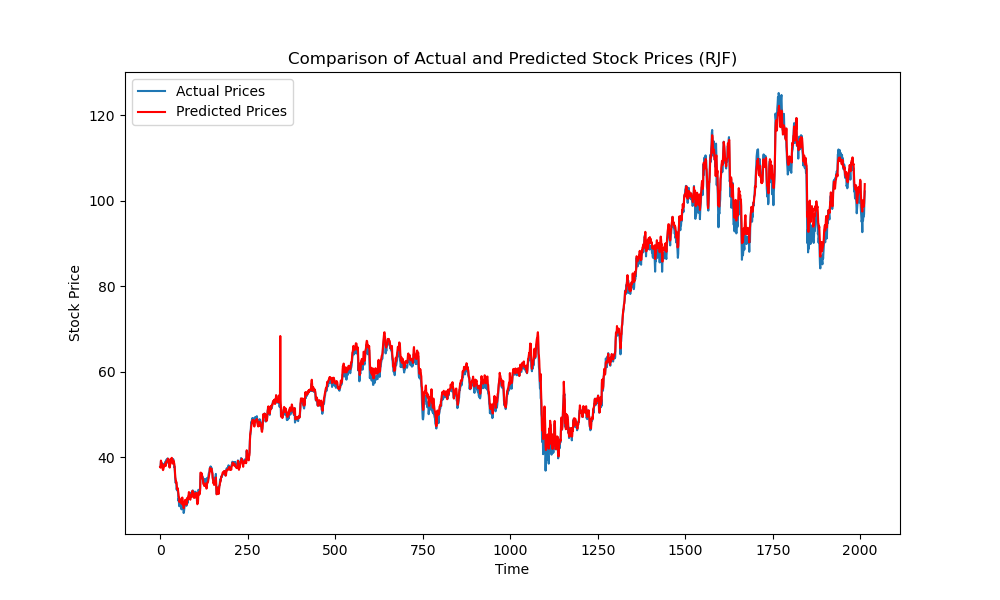 Comparison of Actual and Predicted Stock Prices (RJF)
Actual Prices
Predicted Prices
Stock Price
120
100
80
60
40
0 250 500 750 1000 1250 1500 1750 2000
Time